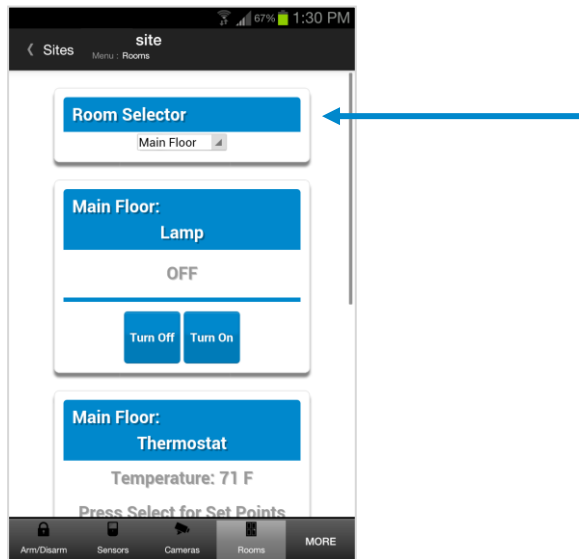 67% 1:30 PM
Sites
site
Menu : Rooms
Room Selector
Main Floor
Main Floor:
Lamp
OFF
Turn Off Turn On
Main Floor:
Thermostat
Temperature: 71 F
Press Select for Set Points
Arm/Disarm Sensors Cameras Rooms MORE